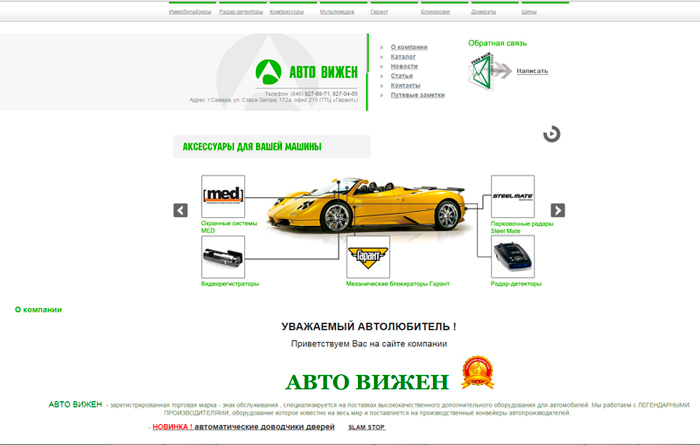 Иммобилайзеры Радар-детекторы Компрессоры Мультимедиа Гарант Блокировки Домкраты Шины
АВТО ВИЖЕН
Телефон: (846) 927-88-71, 927-04-05
Адрес: г.Самара, ул. Стара-Загора, 172а, офис 215 (ТТЦ «Гарант»)
О компании
Каталог
Новости
Статьи
Контакты
Путевые заметки
Обратная связь
FEED BACK
Написать
АКСЕССУАРЫ ДЛЯ ВАШЕЙ МАШИНЫ
[med]
Охранные системы
MED
STEELMATE
Парковочные радары
Steel Mate
Видеорегистраторы
Гарант
Механические блокираторы Гарант
Радар-детекторы
О компании
УВАЖАЕМЫЙ АВТОЛЮБИТЕЛЬ !
Приветствуем Вас на сайте компании
АВТО ВИЖЕН
АВТО ВИЖЕН - зарегистрированная торговая марка - знак обслуживания , специализируется на поставках высококачественного дополнительного оборудования для автомобилей. Мы работаем с ЛЕГЕНДАРНЫМИ
ПРОИЗВОДИТЕЛЯМИ, оборудование которое известно на весь мир и поставляется на производственные конвейеры автопроизводителей.
- НОВИНКА ! автоматические доводчики дверей SLAM STOP